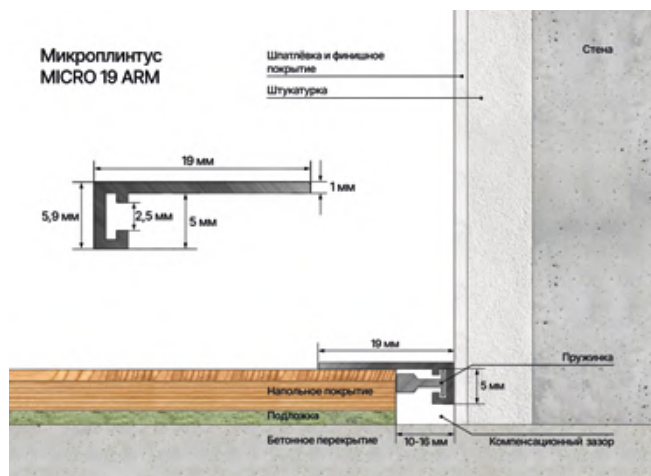 Микроплинтус
MICRO 19 ARM
Шпатлёвка и финишное
покрытие
Штукатурка
Стена
19 мм
1 мм
5,9 мм
2,5 мм
5 мм
19 мм
Пружинка
5 мм
Напольное покрытие
Подложка
Бетонное перекрытие
10-16 мм
Компенсационный зазор